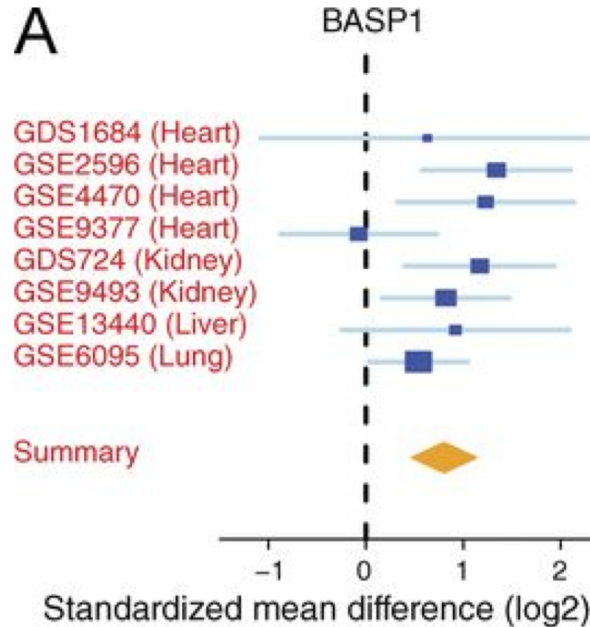 A
BASP1
GDS1684 (Heart)
GSE2596 (Heart)
GSE4470 (Heart)
GSE9377 (Heart)
GDS724 (Kidney)
GSE9493 (Kidney)
GSE13440 (Liver)
GSE6095 (Lung)
Summary
−1 0 1 2
Standardized mean difference (log2)